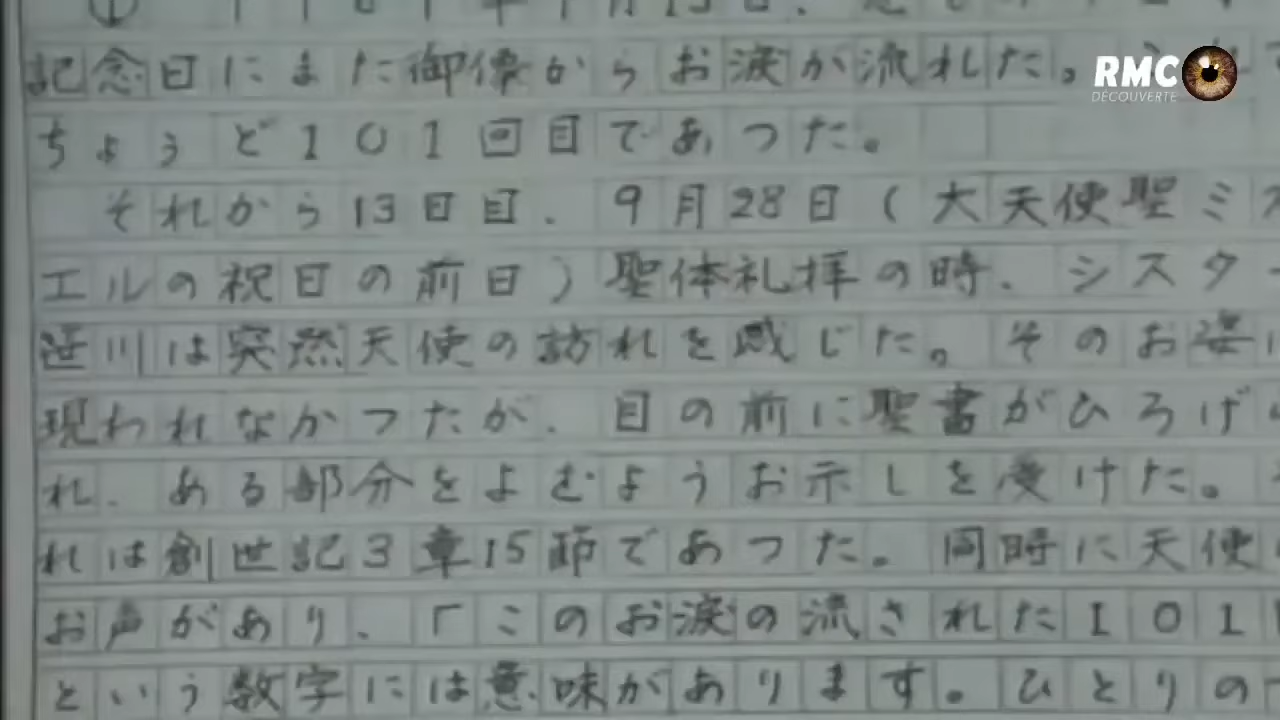 記念日にまた御像からお涙が流れた。
RMC
DÉCOUVERTE
ちょうど101回目であつた。
それから13日目、9月28日(大天使聖ミ
エルの祝日の前日)聖体礼拝の時、シスター
笹川は突然天使の訪れを感じた。そのお姿は
現われなかつたが、目の前に聖書がひろげ
れ、ある部分をよむようお示しを受けた。
れは創世記3章15節であつた。同時に天使
お声があり、「このお涙の流された101
という数字には意味があります。ひとりの